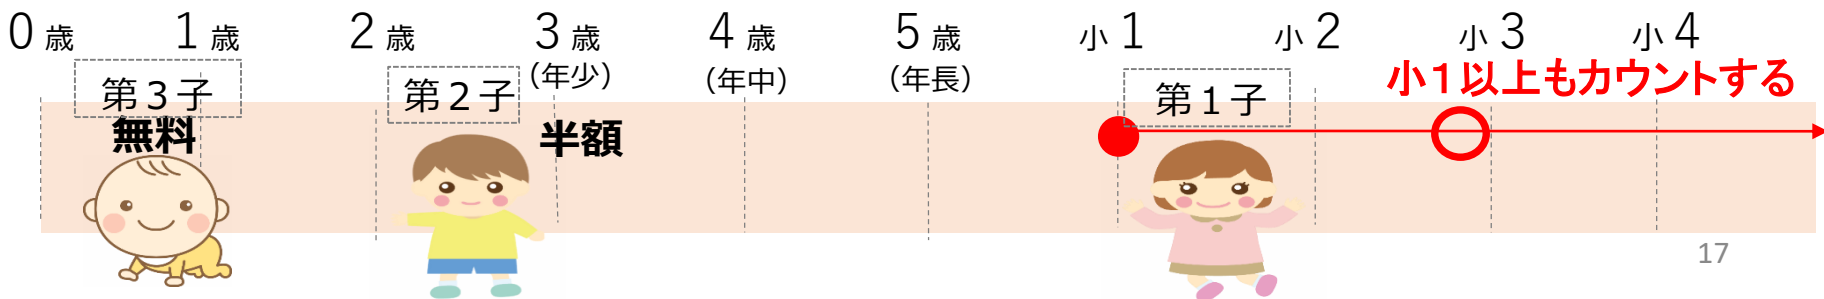 0歳 1歳 2歳 3歳 4歳 5歳 小1 小2 小3 小4
(年少) (年中) (年長)
小1以上もカウントする
第3子 第2子 第1子
無料 半額
17